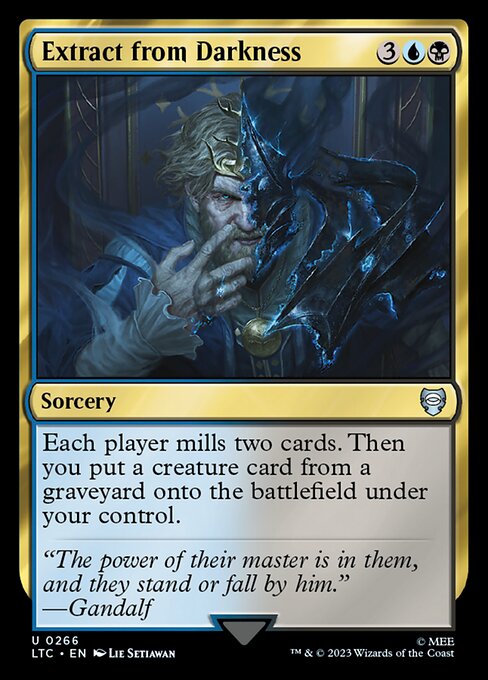 Extract from Darkness 3
Sorcery
Each player mills two cards. Then
you put a creature card from a
graveyard onto the battlefield under
your control.
“The power of their master is in them,
and they stand or fall by him.”
—Gandalf
U 0266
LTC • EN Lie Setiawan
© MEE
™ & © 2023 Wizards of the Coast